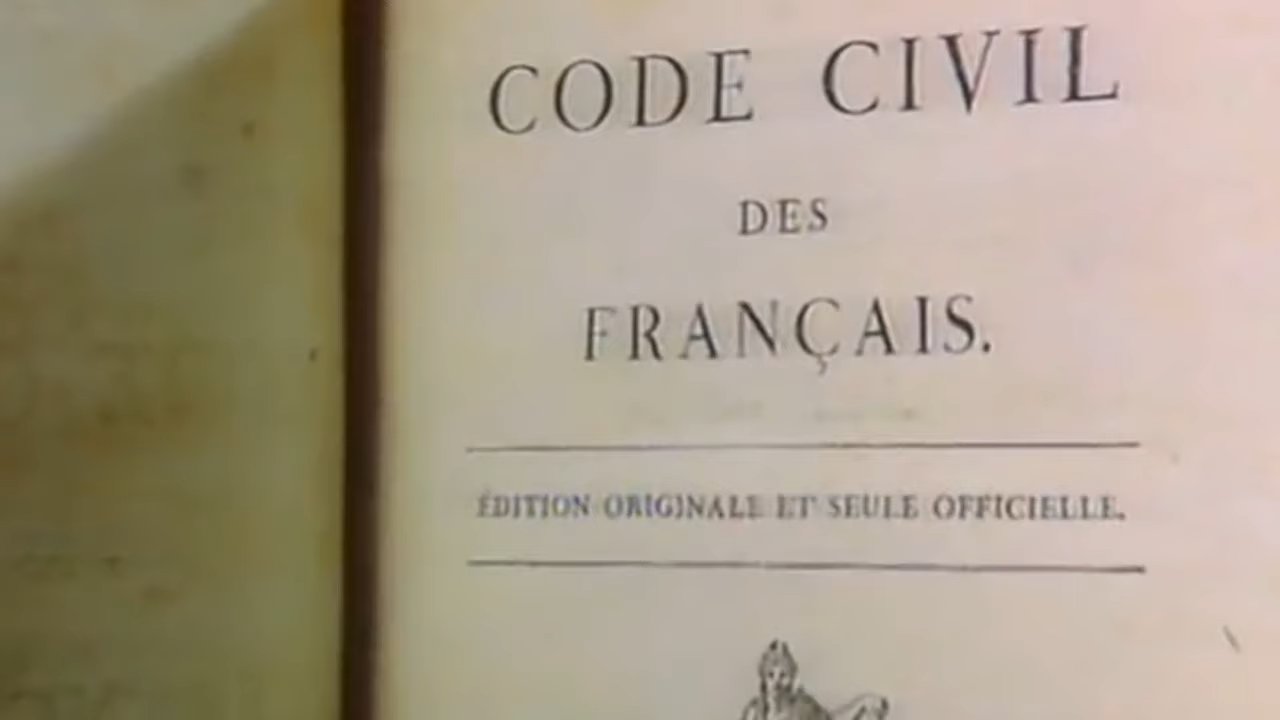 CODE CIVIL
DES
FRANÇAIS.
ÉDITION ORIGINALE ET SEULE OFFICIELLE.